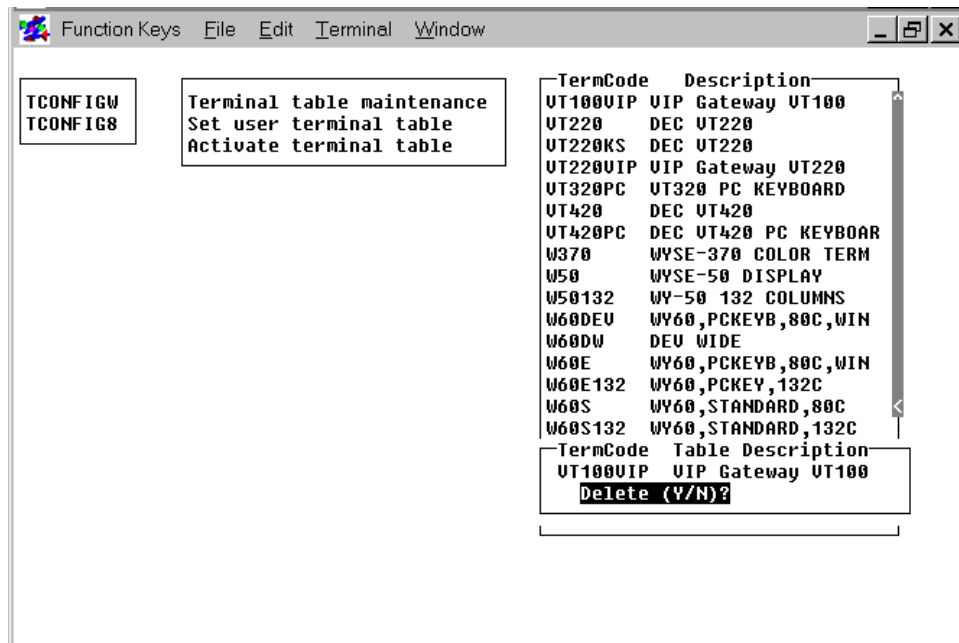 Function Keys File Edit Terminal Window
TCONFIGW
TCONFIG8
Terminal table maintenance
Set user terminal table
Activate terminal table
TermCode Description
VT100VIP VIP Gateway VT100
VT220 DEC VT220
VT220KS DEC VT220
VT220VIP VIP Gateway VT220
VT320PC VT320 PC KEYBOARD
VT420 DEC VT420
VT420PC DEC VT420 PC KEYBOAR
W370 WYSE-370 COLOR TERM
W50 WYSE-50 DISPLAY
W50132 WY-50 132 COLUMNS
W60DEV WY60,PCKEYB,80C,WIN
W60DW DEV WIDE
W60E WY60,PCKEYB,80C,WIN
W60E132 WY60,PCKEY,132C
W60S WY60,STANDARD,80C
W60S132 WY60,STANDARD,132C
TermCode Table Description
VT100VIP VIP Gateway VT100
Delete (Y/N)?